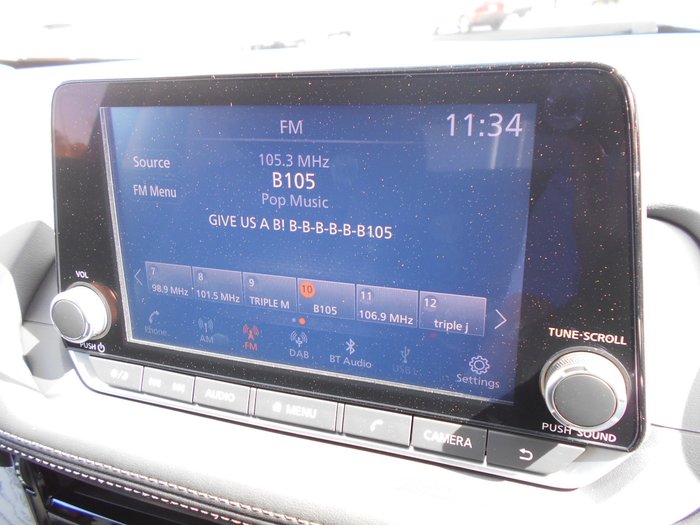 FM
11:34
Source
105.3 MHz
B105
FM Menu
Pop Music
GIVE US A B! B-B-B-B-B-B105
7
98.9 MHz
8
101.5 MHz
9
TRIPLE M
10
B105
11
106.9 MHz
12
triple j
Phone
AM
FM
DAB
BT Audio
USB
Settings
VOL
PUSH
TUNE·SCROLL
PUSH SOUND
AUDIO
MENU
CAMERA